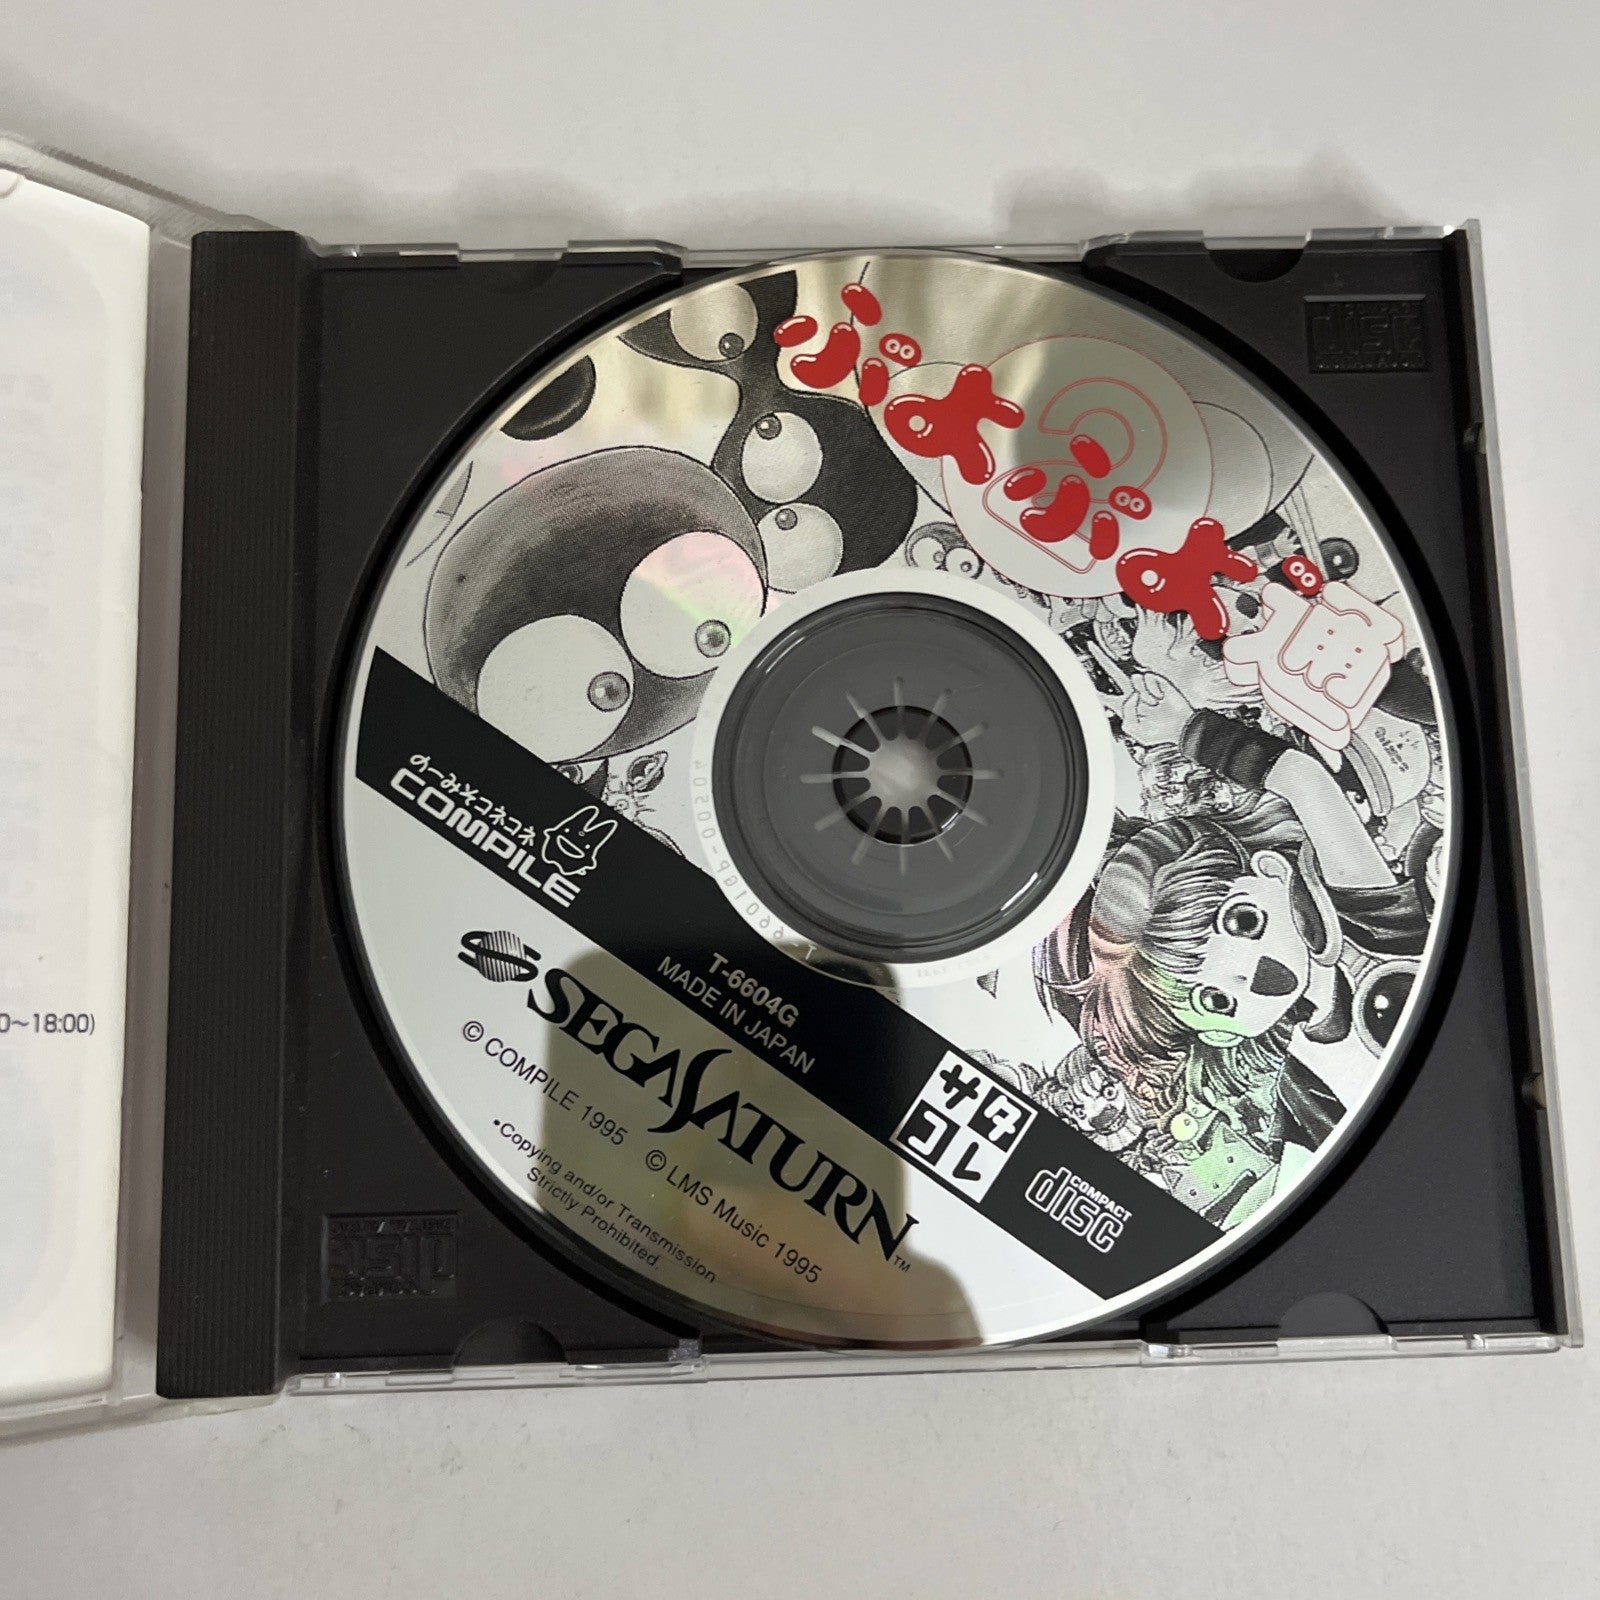 ぷよぷよ
2
通
のーみそコネコネ
COMPILE
T-6604G
MADE IN JAPAN
SEGA SATURN™
© COMPILE 1995 © LMS Music 1995
•Copying and/or Transmission
Strictly Prohibited.
サタ
コレ
COMPACT
disc
0~18:00)